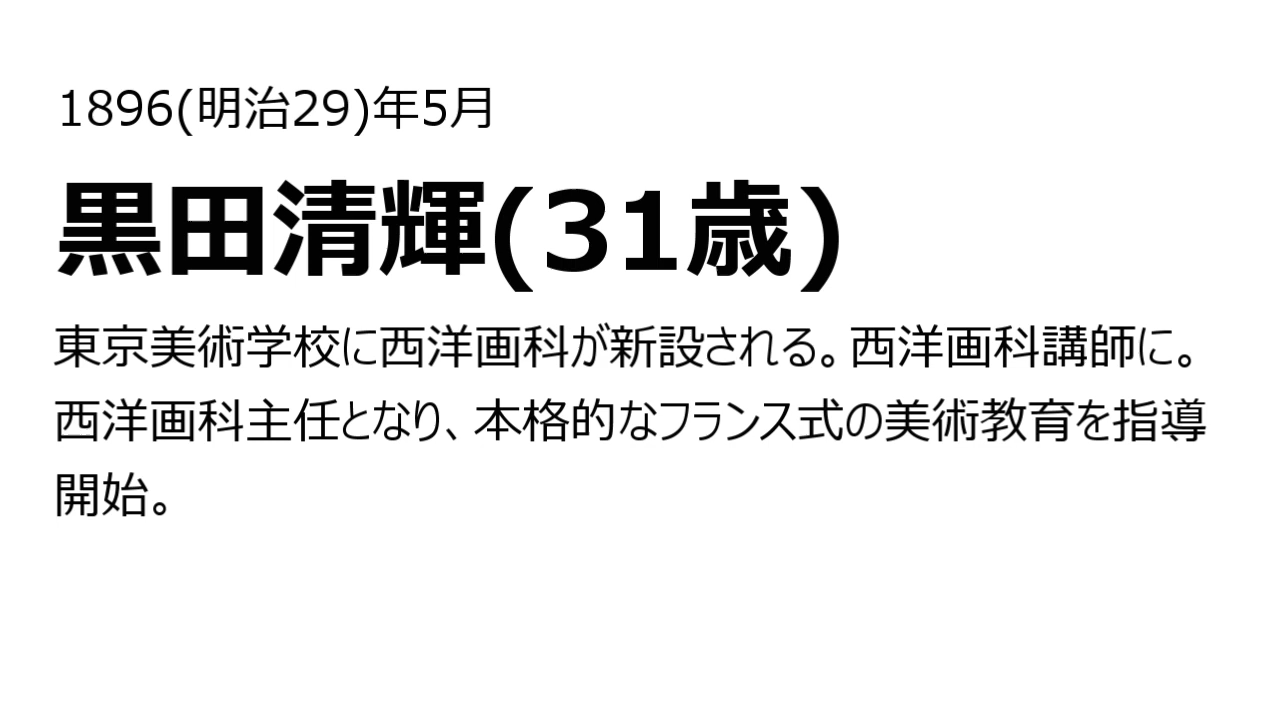 1896(明治29)年5月
黒田清輝(31歳)
東京美術学校に西洋画科が新設される。西洋画科講師に。
西洋画科主任となり、本格的なフランス式の美術教育を指導
開始。